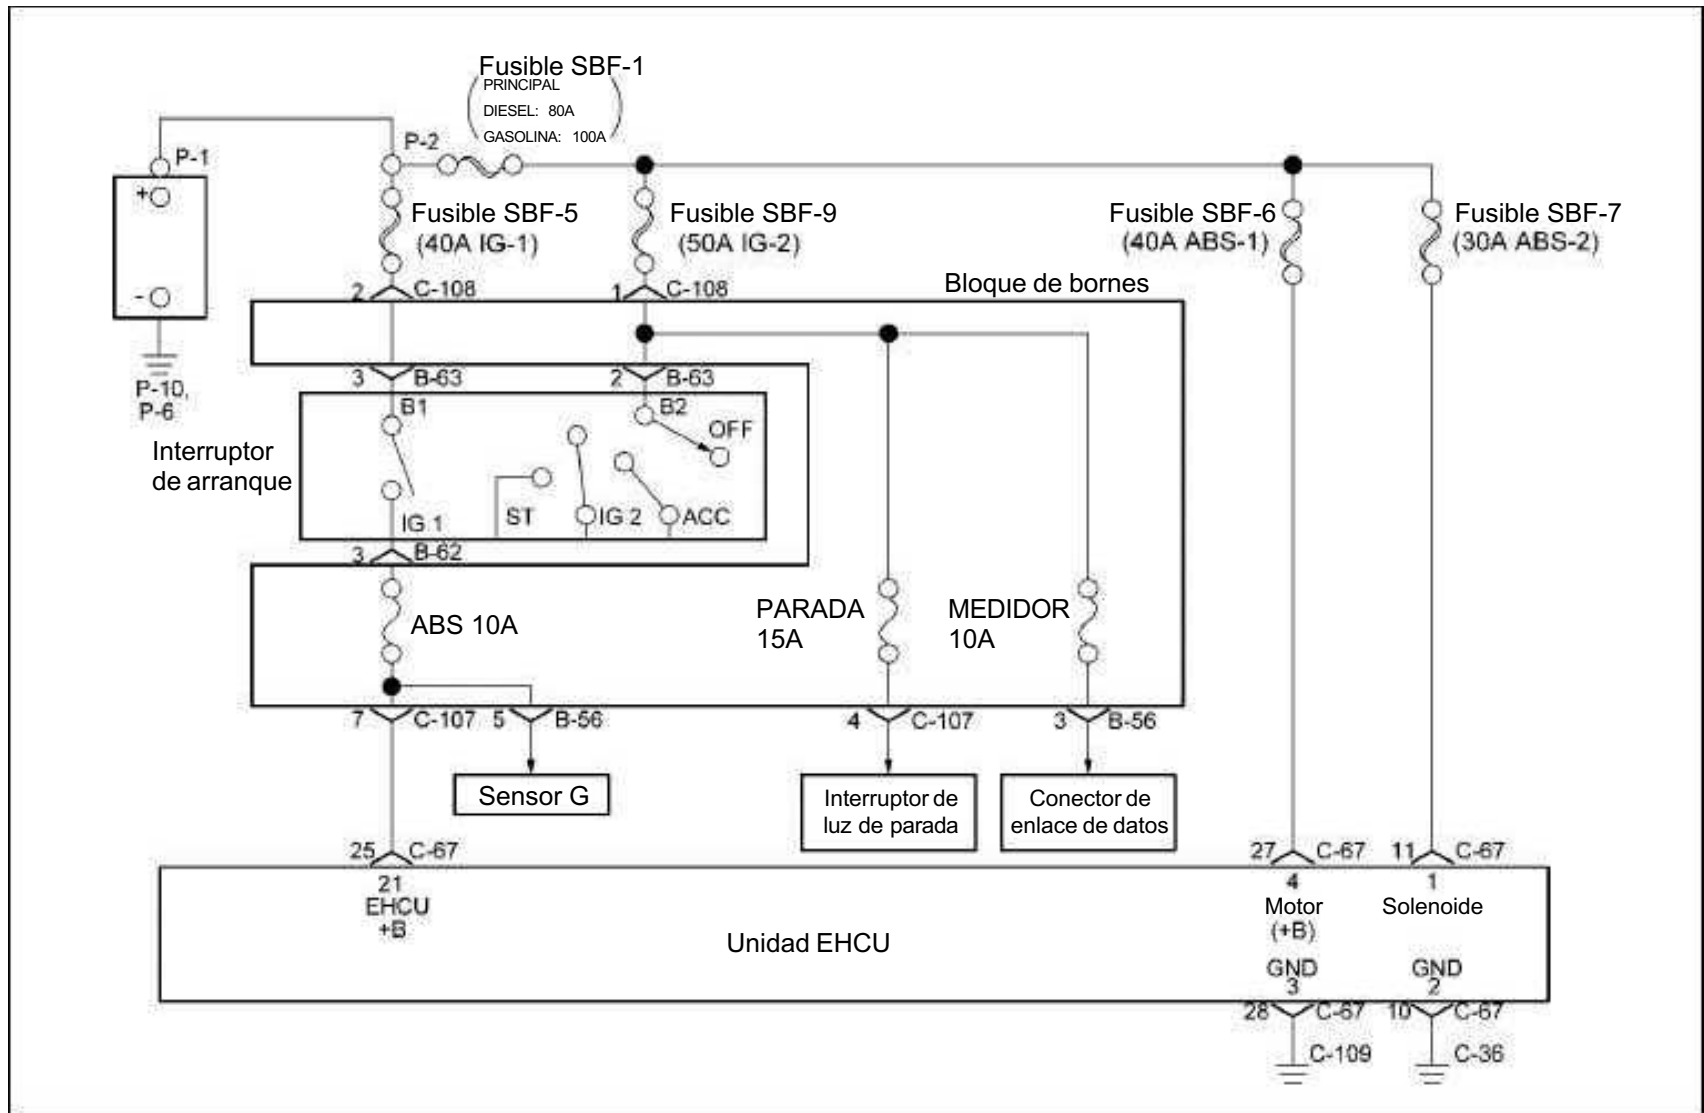 Fusible SBF-1
PRINCIPAL
DIESEL: 80A
GASOLINA: 100A
P-2
P-1
+
-
P-10,
P-6
Fusible SBF-5
(40A IG-1)
Fusible SBF-9
(50A IG-2)
Fusible SBF-6
(40A ABS-1)
Fusible SBF-7
(30A ABS-2)
2 C-108
1 C-108
Bloque de bornes
3 B-63
2 B-63
B1
B2
OFF
Interruptor
de arranque
IG 1
ST
IG 2
ACC
3 B-62
ABS 10A
PARADA
15A
MEDIDOR
10A
7 C-107
5 B-56
4 C-107
3 B-56
Sensor G
Interruptor de
luz de parada
Conector de
enlace de datos
25 C-67
27 C-67
11 C-67
21
EHCU
+B
4
Motor
(+B)
1
Solenoide
Unidad EHCU
GND
3
GND
2
28 C-67
10 C-67
C-109
C-36